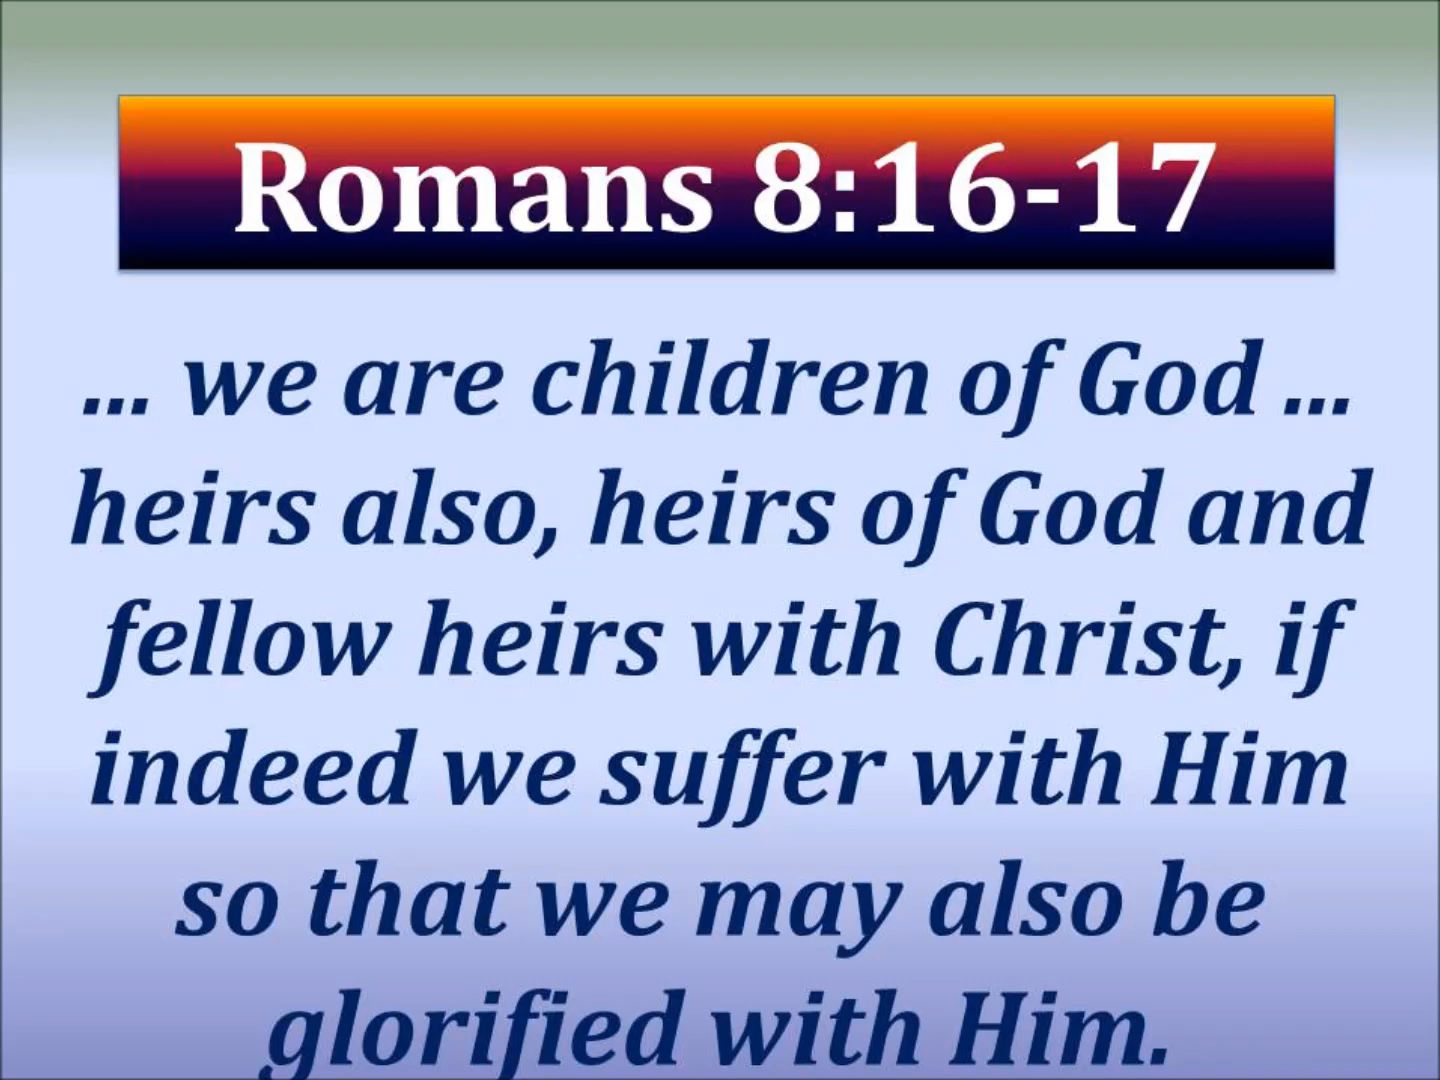 Romans 8:16-17
... we are children of God ...
heirs also, heirs of God and
fellow heirs with Christ, if
indeed we suffer with Him
so that we may also be
glorified with Him.